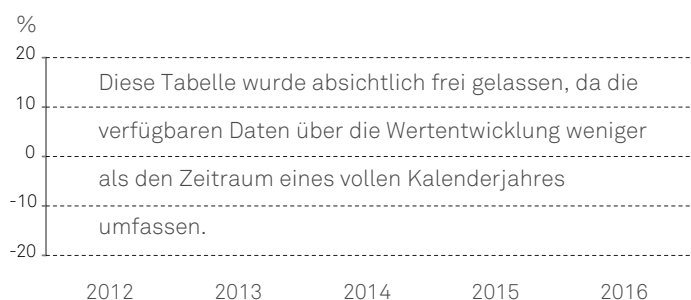 %
20
Diese Tabelle wurde absichtlich frei gelassen, da die
10
verfügbaren Daten über die Wertentwicklung weniger
0
als den Zeitraum eines vollen Kalenderjahres
-10
umfassen.
-20
2012 2013 2014 2015 2016